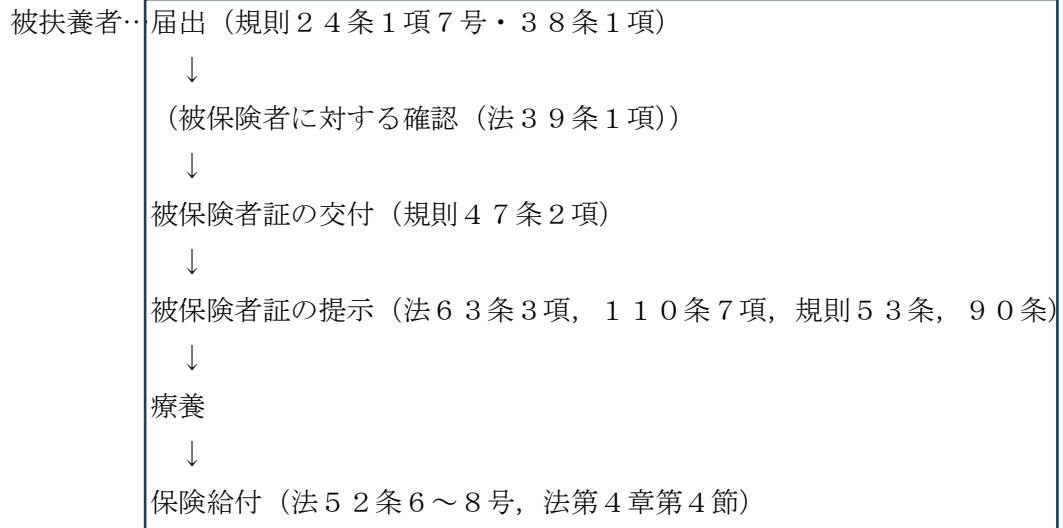 被扶養者…届出（規則２４条１項７号・３８条１項）
↓
（被保険者に対する確認（法３９条１項））
↓
被保険者証の交付（規則４７条２項）
↓
被保険者証の提示（法６３条３項，１１０条７項，規則５３条，９０条）
↓
療養
↓
保険給付（法５２条６～８号，法第４章第４節）